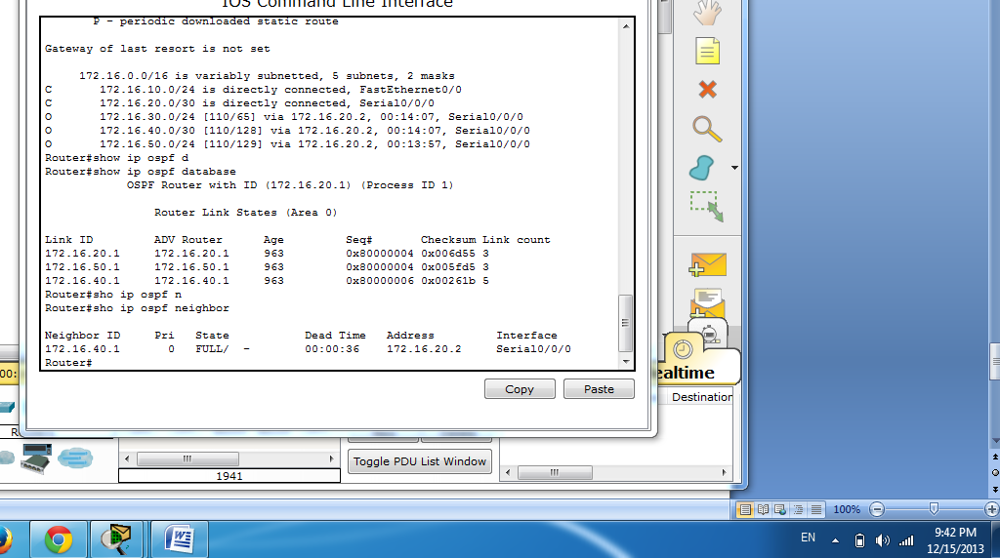 IOS Command Line Interface
P - periodic downloaded static route
Gateway of last resort is not set
172.16.0.0/16 is variably subnetted, 5 subnets, 2 masks
C 172.16.10.0/24 is directly connected, FastEthernet0/0
C 172.16.20.0/30 is directly connected, Serial0/0/0
O 172.16.30.0/24 [110/65] via 172.16.20.2, 00:14:07, Serial0/0/0
O 172.16.40.0/30 [110/128] via 172.16.20.2, 00:14:07, Serial0/0/0
O 172.16.50.0/24 [110/129] via 172.16.20.2, 00:13:57, Serial0/0/0
Router#show ip ospf d
Router#show ip ospf database
OSPF Router with ID (172.16.20.1) (Process ID 1)
Router Link States (Area 0)
Link ID ADV Router Age Seq# Checksum Link count
172.16.20.1 172.16.20.1 963 0x80000004 0x006d55 3
172.16.50.1 172.16.50.1 963 0x80000004 0x005fd5 3
172.16.40.1 172.16.40.1 963 0x80000006 0x00261b 5
Router#sho ip ospf n
Router#sho ip ospf neighbor
Neighbor ID Pri State Dead Time Address Interface
172.16.40.1 0 FULL/ - 00:00:36 172.16.20.2 Serial0/0/0
Router#
Copy Paste
ealtime
00:
Destination
R
Toggle PDU List Window
1941
100%
EN
9:42 PM
12/15/2013